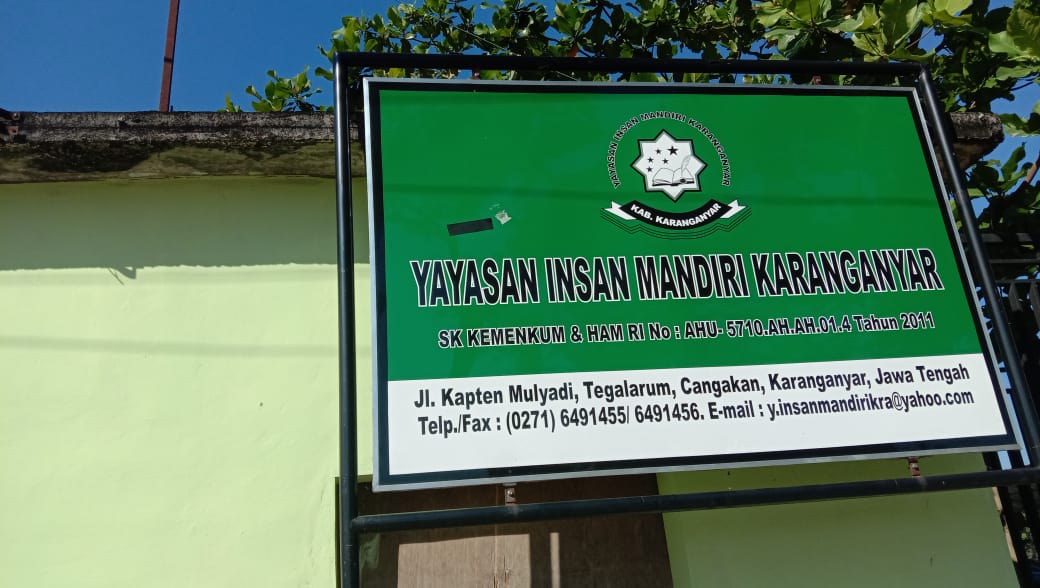 YAYASAN INSAN MANDIRI KARANGANYAR
KAB. KARANGANYAR
YAYASAN INSAN MANDIRI KARANGANYAR
SK KEMENKUM & HAM RI No : AHU- 5710.AH.AH.01.4 Tahun 2011
Jl. Kapten Mulyadi, Tegalarum, Cangakan, Karanganyar, Jawa Tengah
Telp./Fax : (0271) 6491455/ 6491456. E-mail : y.insanmandirikra@yahoo.com